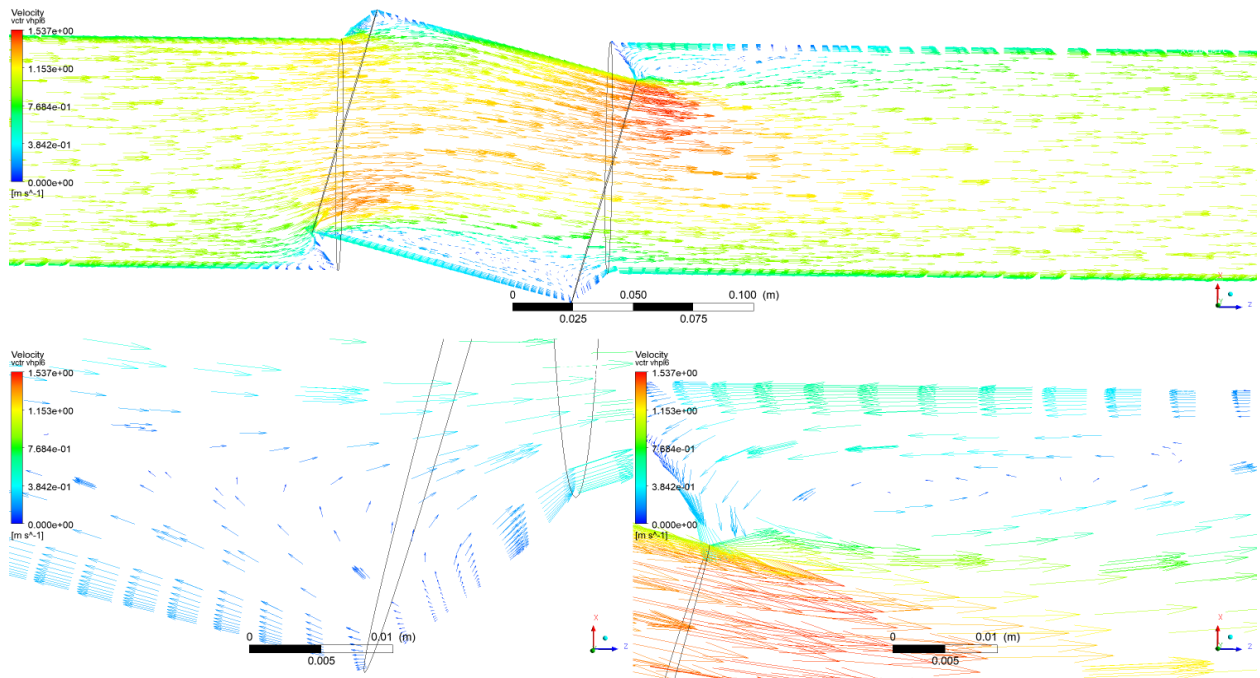 Velocity
vctr vhpl6
1.537e+00
1.153e+00
7.684e-01
3.842e-01
0.000e+00
[m s^-1]
0 0.050 0.100 (m)
0.025 0.075
X
Y
Z
Velocity
vctr vhpl6
1.537e+00
1.153e+00
7.684e-01
3.842e-01
0.000e+00
[m s^-1]
0 0.01 (m)
0.005
X
Z
Velocity
vctr vhpl6
1.537e+00
1.153e+00
7.684e-01
3.842e-01
0.000e+00
[m s^-1]
0 0.01 (m)
0.005
X
Z